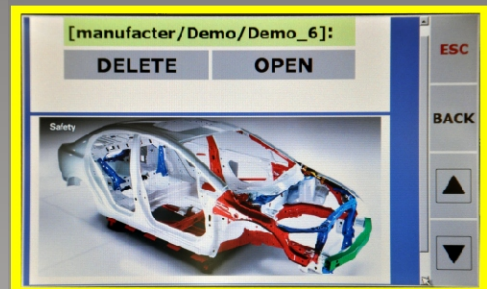 [manufacter/Demo/Demo_6]:
DELETE OPEN
ESC
BACK
Safety